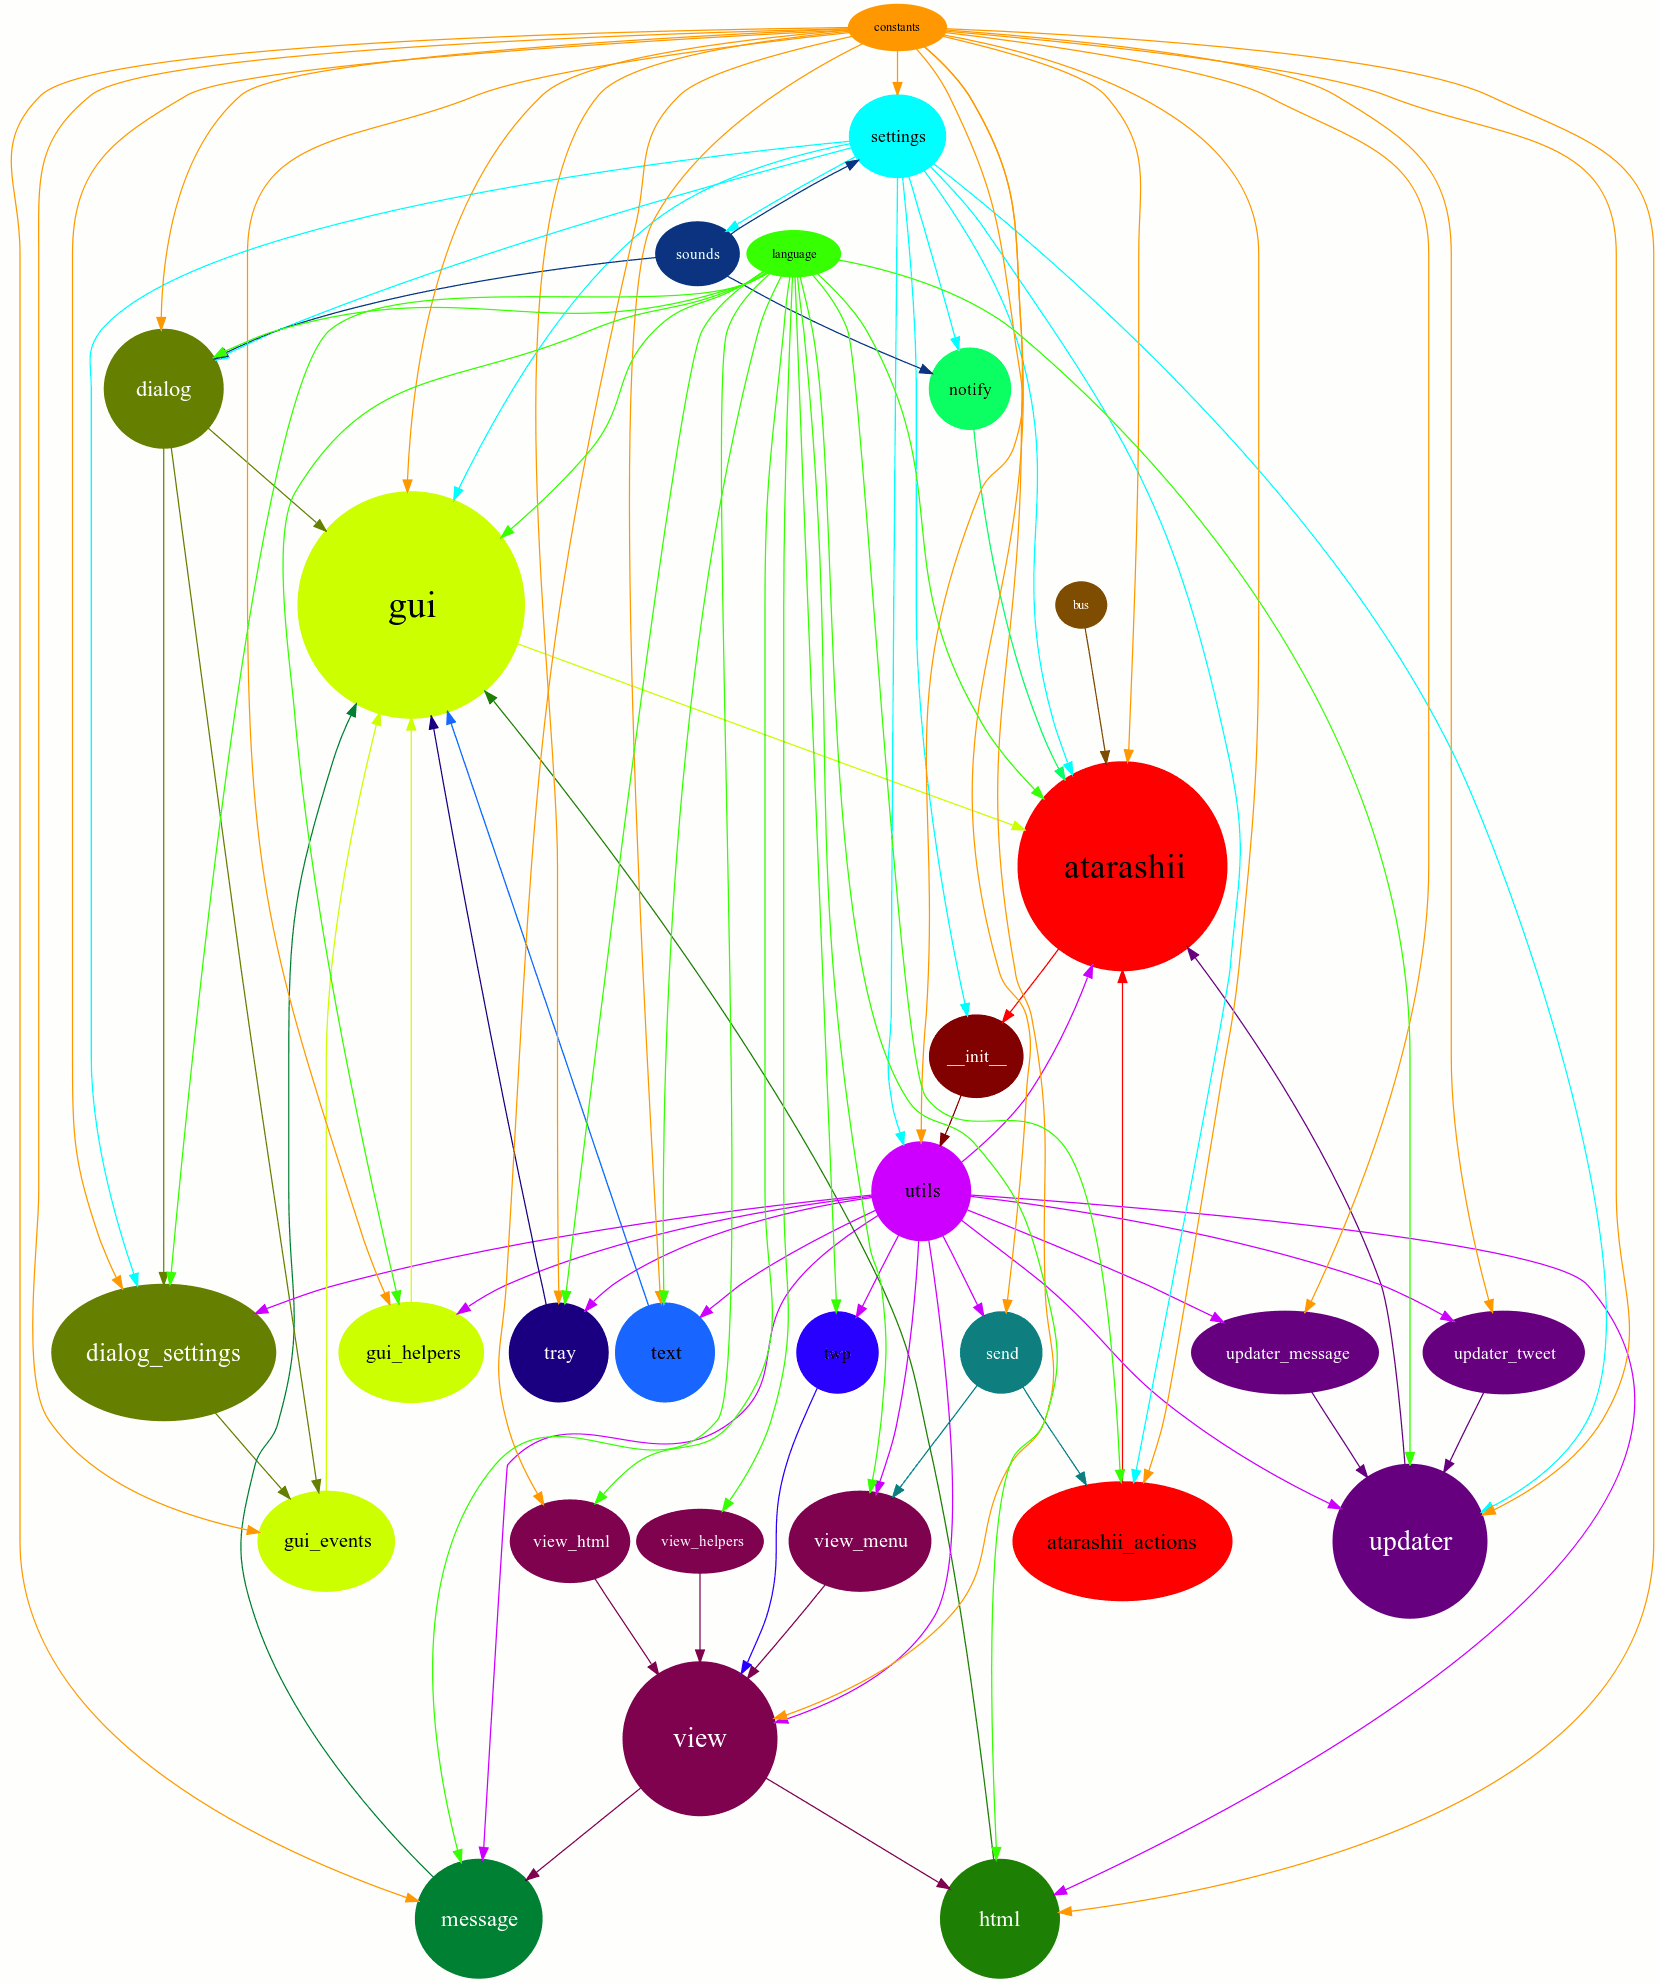 constants
settings
sounds
language
dialog
notify
gui
bus
atarashii
__init__
utils
dialog_settings
gui_helpers
tray
text
twp
send
updater_message
updater_tweet
gui_events
view_html
view_helpers
view_menu
atarashii_actions
updater
view
message
html